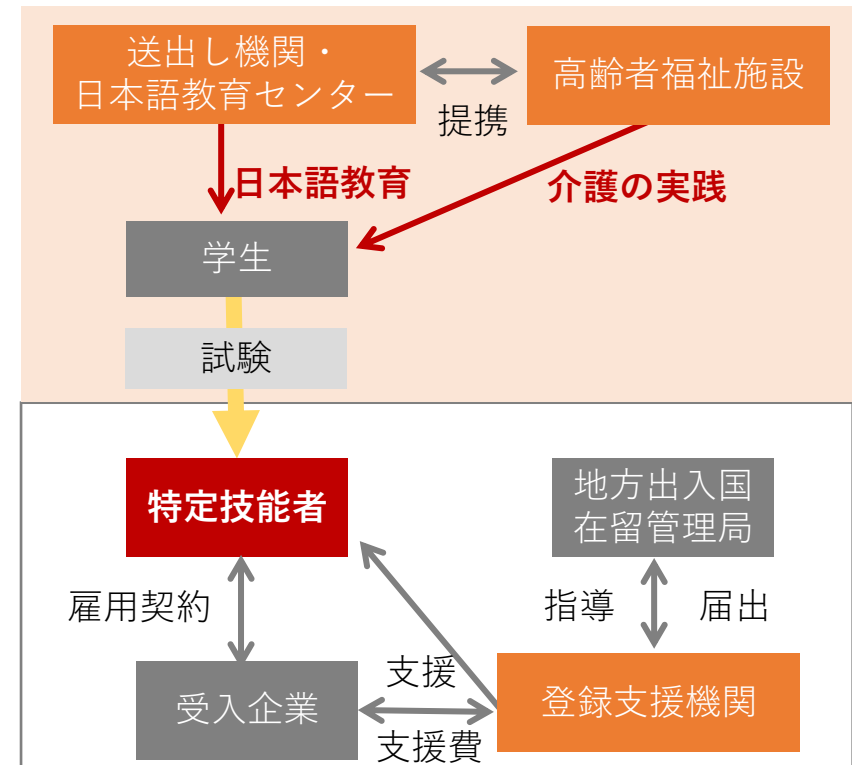 送出し機関・
日本語教育センター
高齢者福祉施設
提携
日本語教育
介護の実践
学生
試験
特定技能者
地方出入国
在留管理局
雇用契約
指導
届出
支援
受入企業
登録支援機関
支援費